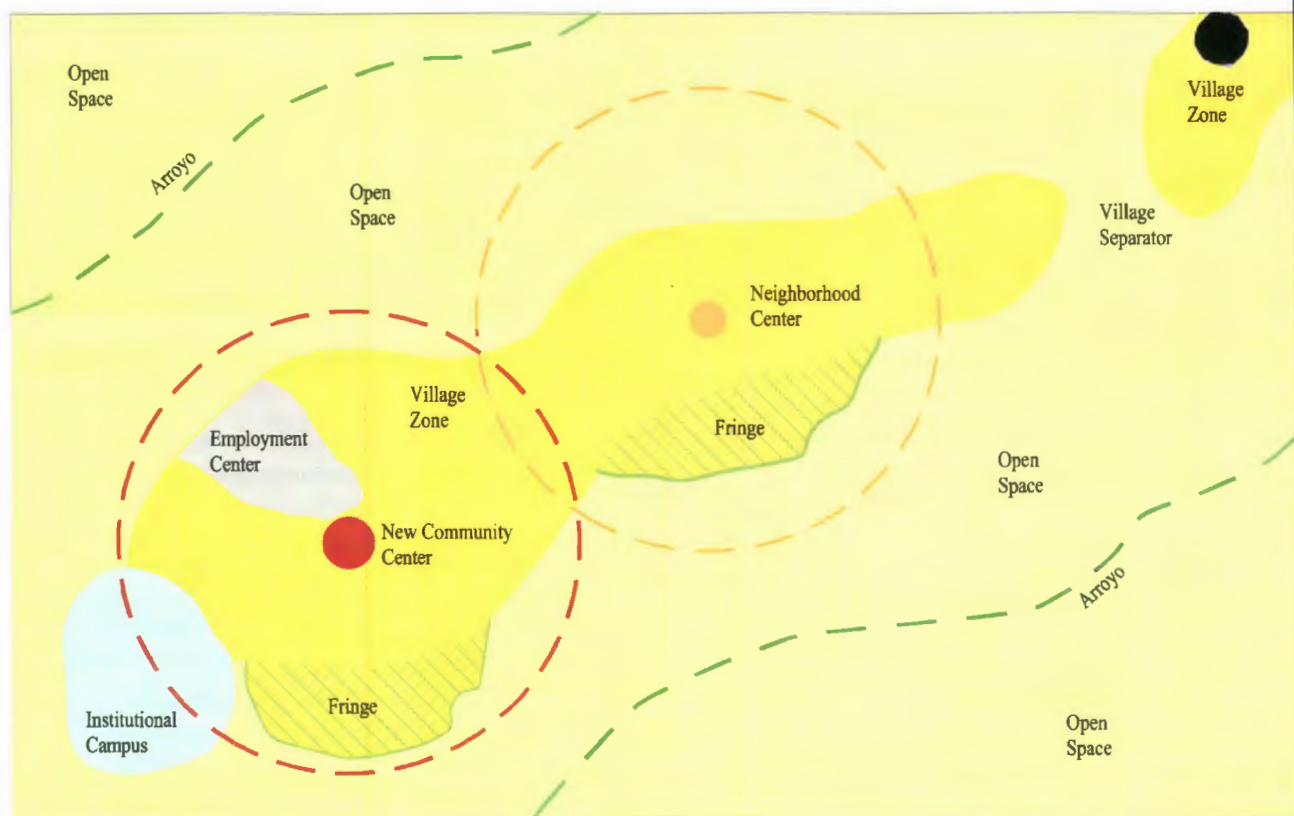 Open
Space
Village
Zone
Arroyo
Open
Space
Village
Separator
Neighborhood
Center
Village
Zone
Employment
Center
Fringe
Open
Space
New Community
Center
Arroyo
Fringe
Institutional
Campus
Open
Space